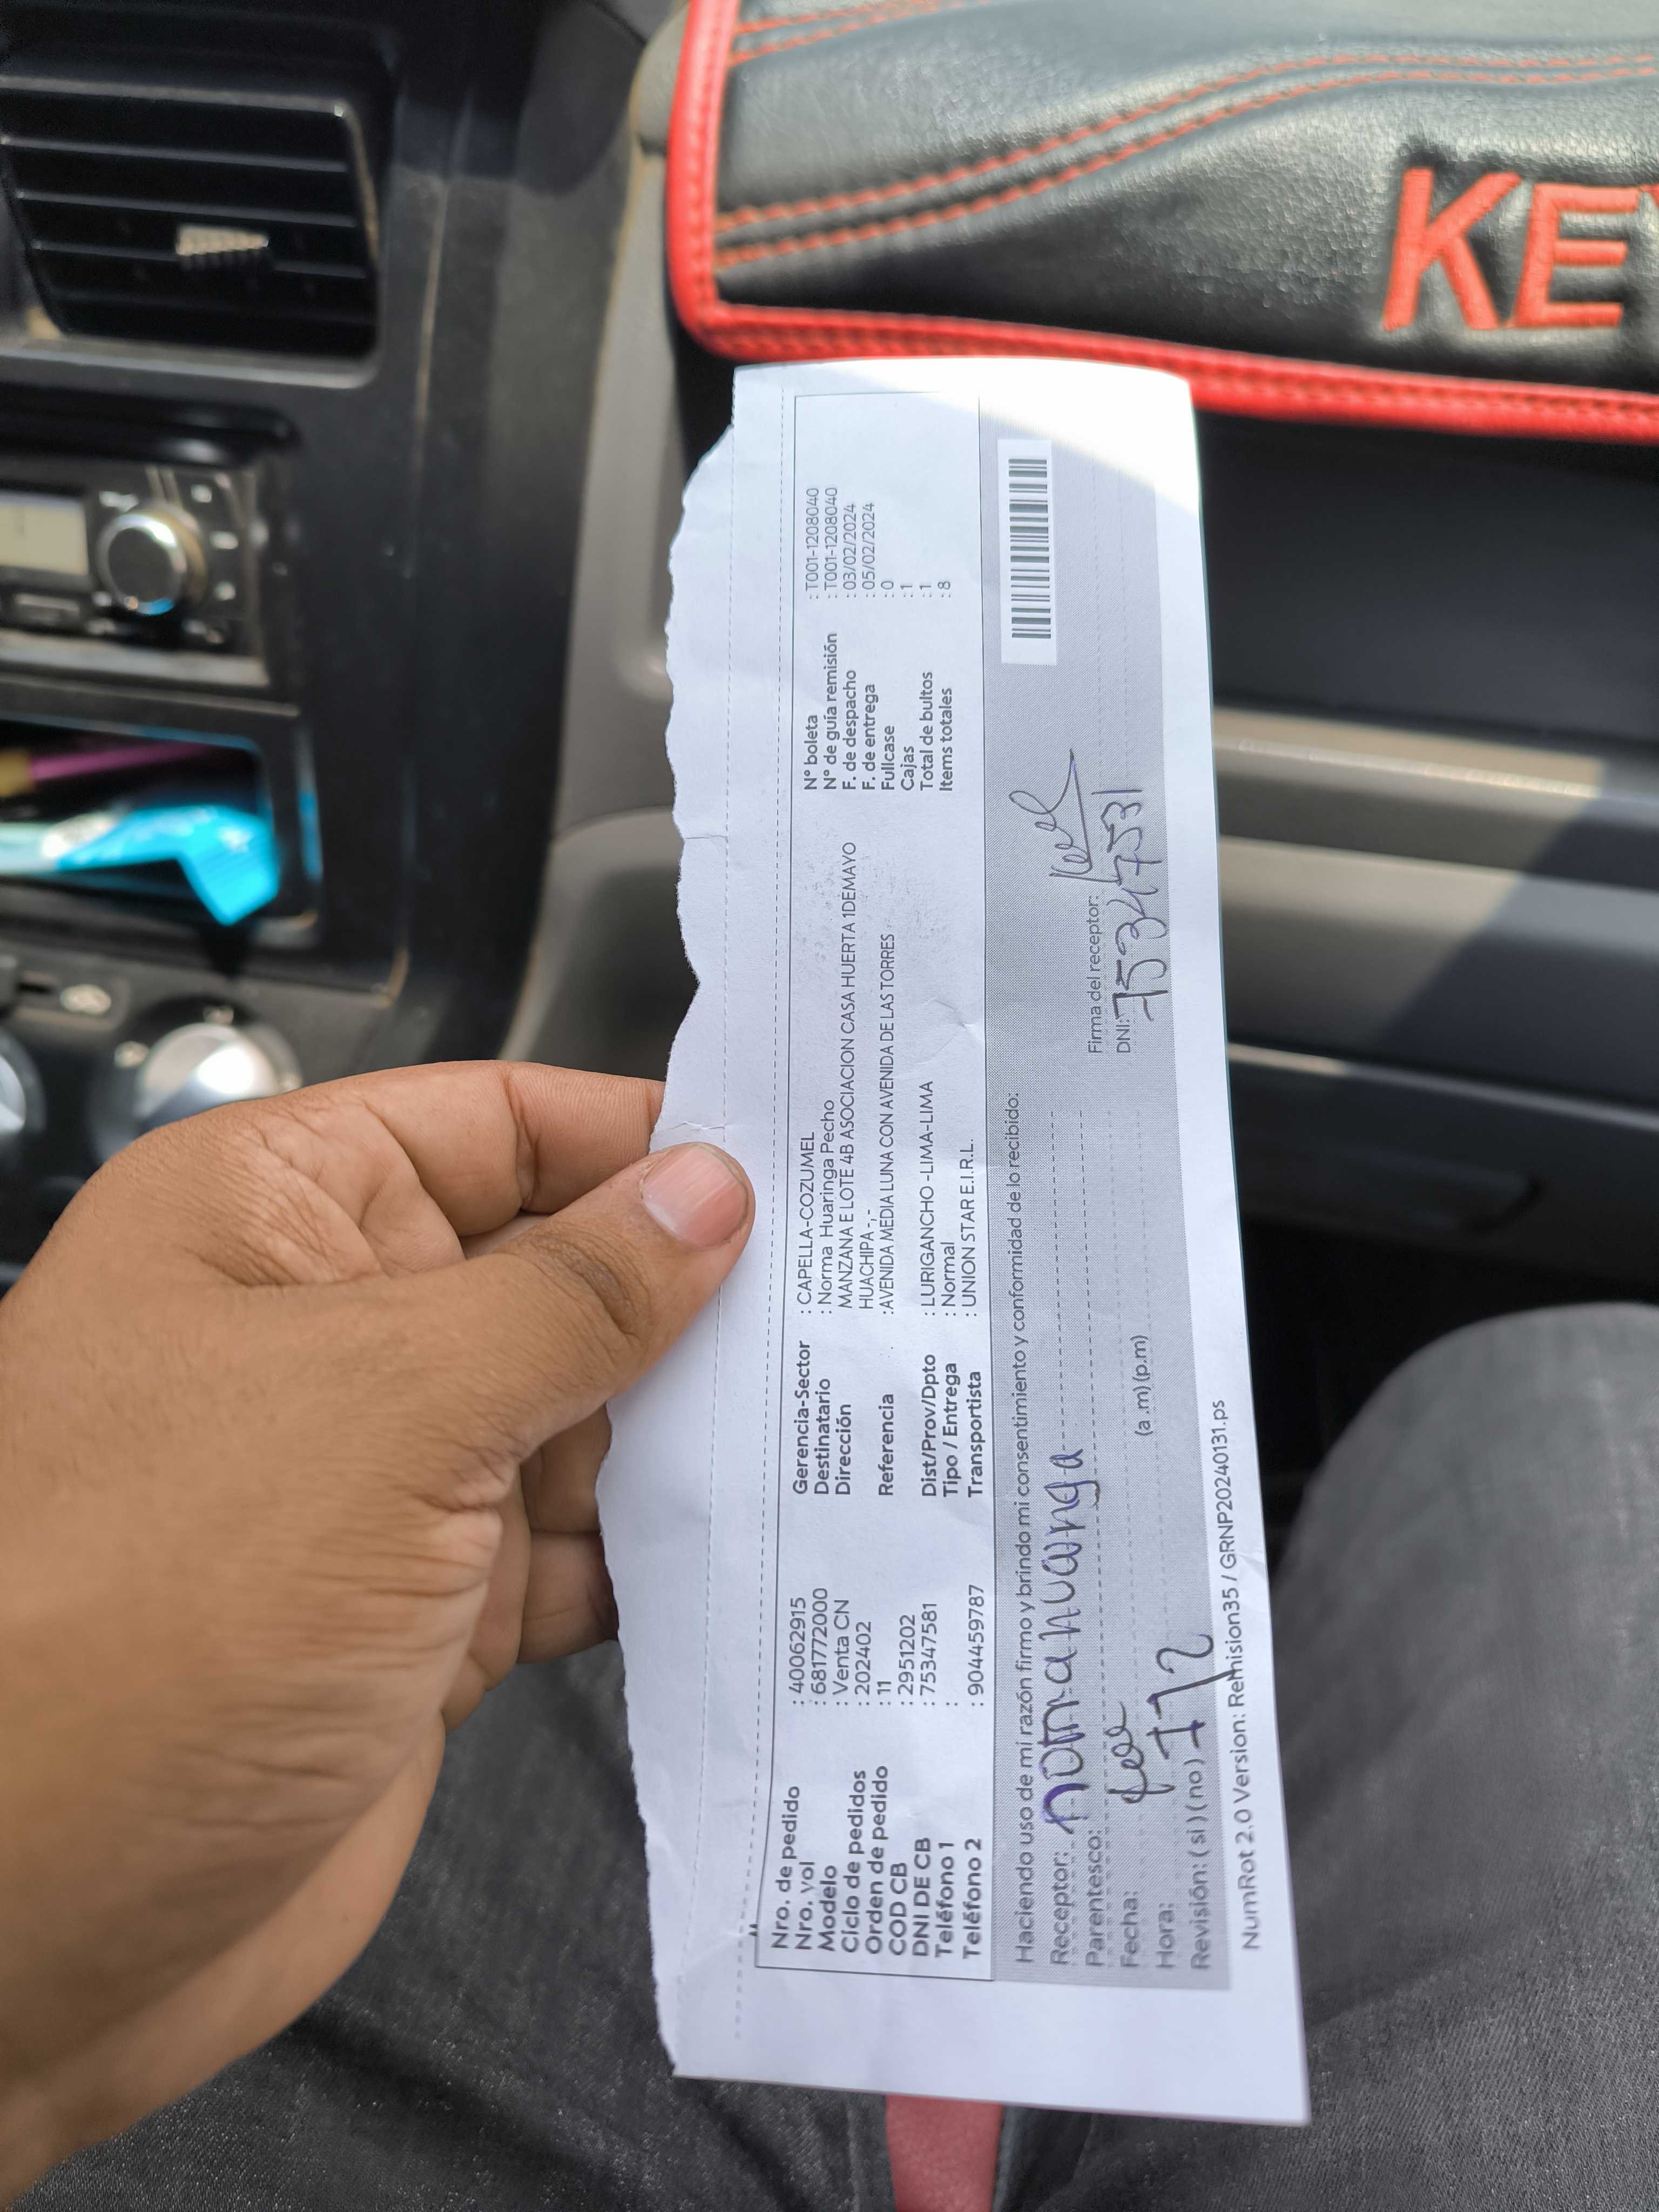 KE
Nro. de pedido : 40062915
Nro. yol : 681772000
Modelo : Venta CN
Ciclo de pedidos : 202402
Orden de pedido : 11
COD CB : 2951202
DNI DE CB : 75347581
Teléfono 1 :
Teléfono 2 : 904459787
Gerencia-Sector : CAPELLA-COZUMEL
Destinatario : Norma Huaringa Pecho
Dirección MANZANA E LOTE 4B ASOCIACION CASA HUERTA 1DEMAYO
HUACHIPA -,-
Referencia :AVENIDA MEDIA LUNA CON AVENIDA DE LAS TORRES
Dist/Prov/Dpto : LURIGANCHO -LIMA-LIMA
Tipo / Entrega : Normal
Transportista : UNION STAR E.I.R.L.
N° boleta : T001-1208040
N° de guía remisión : T001-1208040
F. de despacho : 03/02/2024
F. de entrega : 05/02/2024
Fullcase : 0
Cajas : 1
Total de bultos : 1
Items totales : 8
Haciendo uso de mi razón firmo y brindo mi consentimiento y conformidad de lo recibido:
Receptor:
Parentesco:
Fecha:
Hora: (a .m) (p.m)
Revisión: ( si ) ( no )
Firma del receptor:
DNI:
NumRot 2.0 Version: Remision35 / GRNP20240131.ps